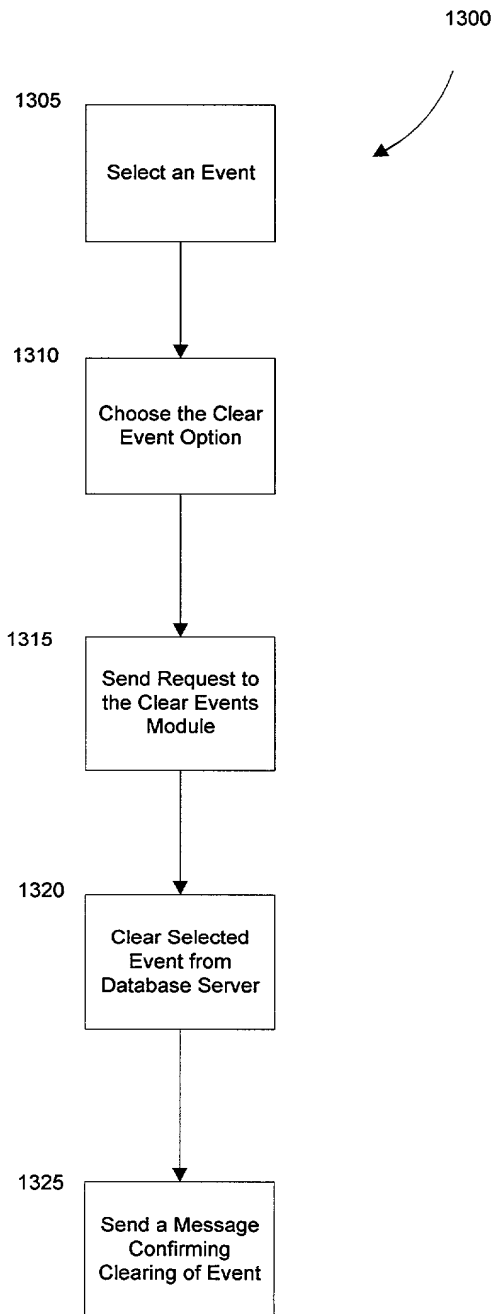 1300
1305
Select an Event
1310
Choose the Clear
Event Option
1315
Send Request to
the Clear Events
Module
1320
Clear Selected
Event from
Database Server
1325
Send a Message
Confirming
Clearing of Event